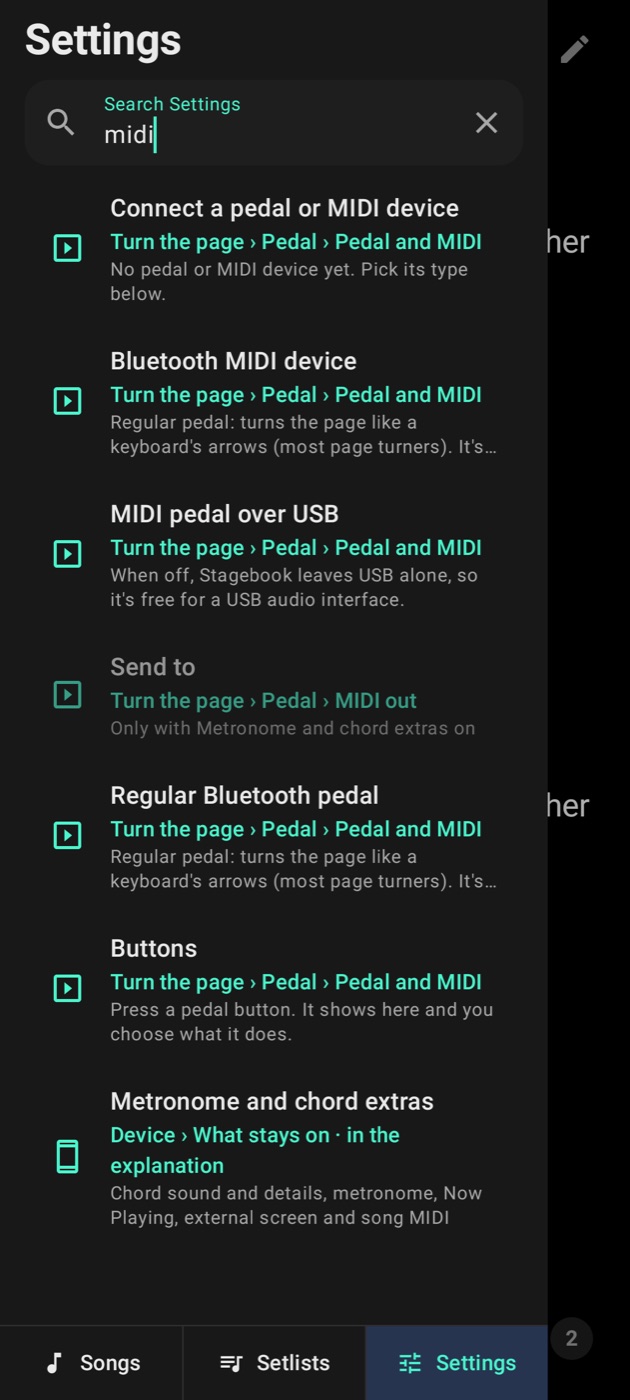 Settings
Search Settings
midi
Connect a pedal or MIDI device
Turn the page › Pedal › Pedal and MIDI
her
No pedal or MIDI device yet. Pick its type
below.
Bluetooth MIDI device
Turn the page › Pedal › Pedal and MIDI
Regular pedal: turns the page like a
keyboard's arrows (most page turners). It's…
MIDI pedal over USB
Turn the page › Pedal › Pedal and MIDI
When off, Stagebook leaves USB alone, so
it's free for a USB audio interface.
Send to
Turn the page › Pedal › MIDI out
Only with Metronome and chord extras on
Regular Bluetooth pedal
her
Turn the page › Pedal › Pedal and MIDI
Regular pedal: turns the page like a
keyboard's arrows (most page turners). It's…
Buttons
Turn the page › Pedal › Pedal and MIDI
Press a pedal button. It shows here and you
choose what it does.
Metronome and chord extras
Device › What stays on · in the
explanation
Chord sound and details, metronome, Now
Playing, external screen and song MIDI
2
Songs
Setlists
Settings